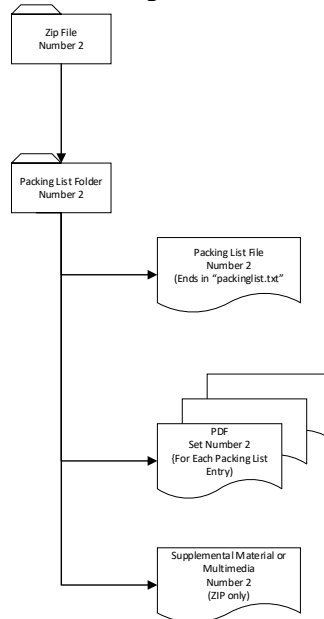 Zip File
Number 2
Packing List Folder
Number 2
Packing List File
Number 2
(Ends in “packinglist.txt”
PDF
Set Number 2
(For Each Packing List
Entry)
Supplemental Material or
Multimedia
Number 2
(ZIP only)